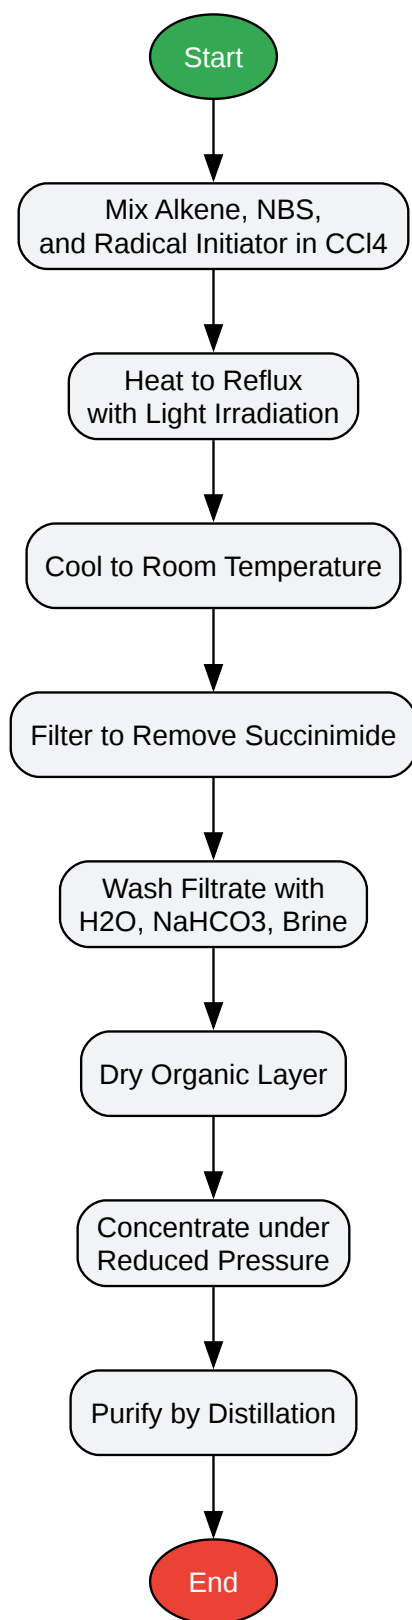 Start
Mix Alkene, NBS,
and Radical Initiator in CCl4
Heat to Reflux
with Light Irradiation
Cool to Room Temperature
Filter to Remove Succinimide
Wash Filtrate with
H2O, NaHCO3, Brine
Dry Organic Layer
Concentrate under
Reduced Pressure
Purify by Distillation
End